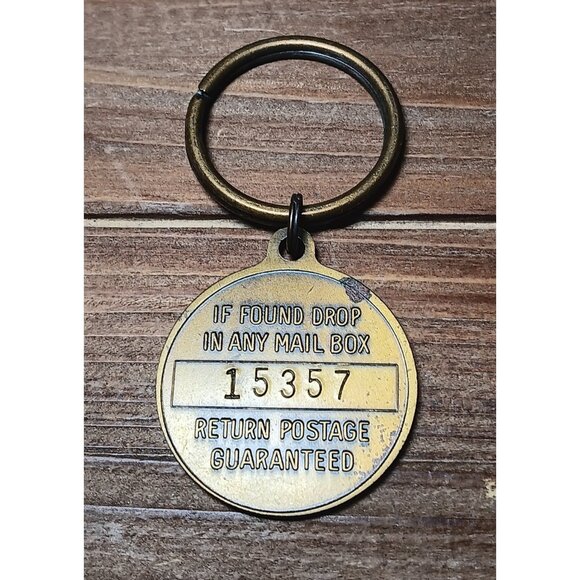 IF FOUND DROP
IN ANY MAIL BOX
15357
RETURN POSTAGE
GUARANTEED